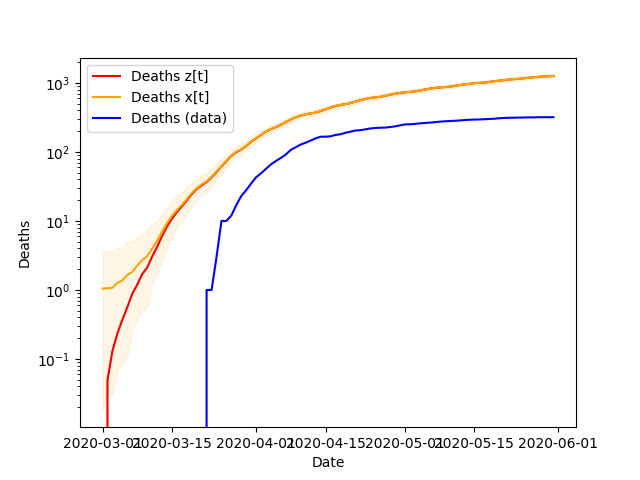 Deaths z[t]
Deaths x[t]
Deaths (data)
10³
10²
10¹
10⁰
10⁻¹
Deaths
2020-03-01 2020-03-15 2020-04-01 2020-04-15 2020-05-01 2020-05-15 2020-06-01
Date